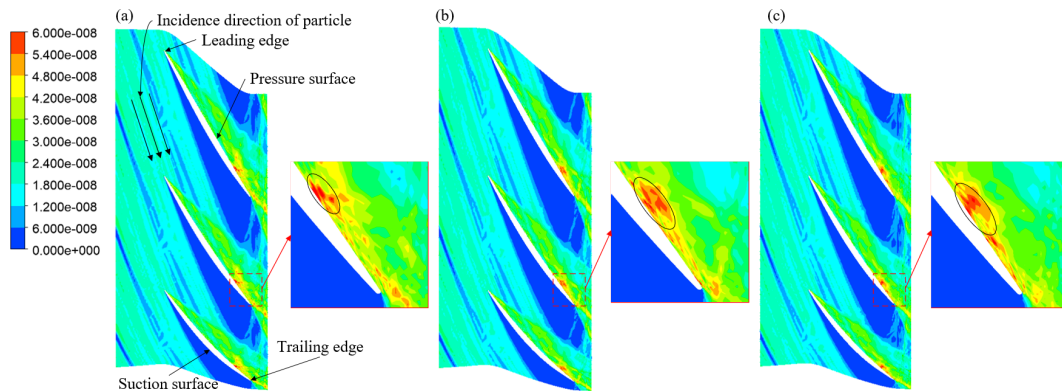 (a)
Incidence direction of particle
Leading edge
Pressure surface
Trailing edge
Suction surface
(b)
(c)
6.000e-008
5.400e-008
4.800e-008
4.200e-008
3.600e-008
3.000e-008
2.400e-008
1.800e-008
1.200e-008
6.000e-009
0.000e+000